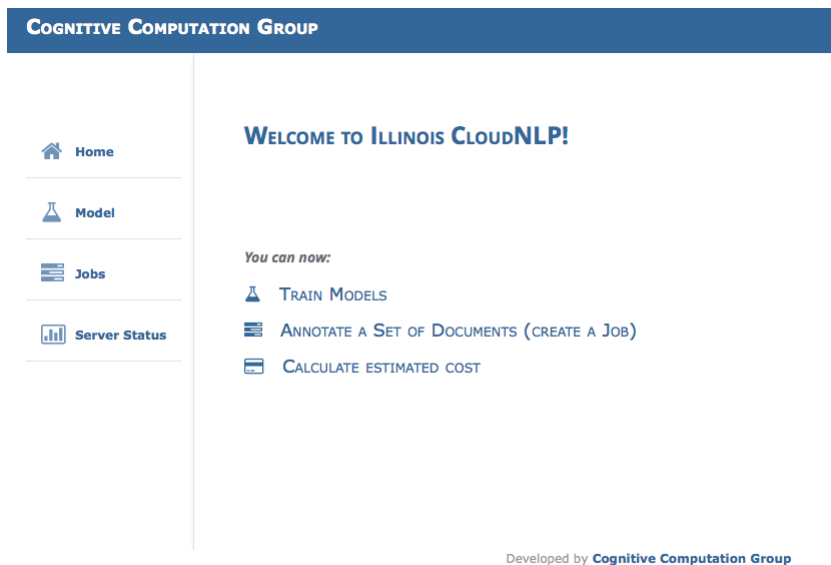 Cognitive Computation Group
Home
Model
Jobs
Server Status
Welcome to Illinois CloudNLP!
You can now:
Train Models
Annotate a Set of Documents (create a Job)
Calculate estimated cost
Developed by Cognitive Computation Group